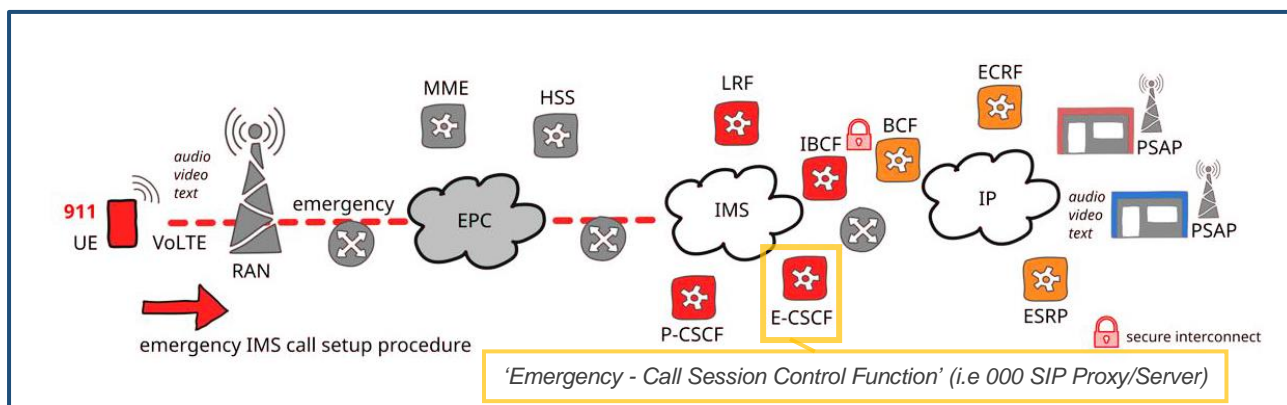 MME
HSS
LRF
ECRF
IBCF
BCF
PSAP
audio
video
text
911
UE
VoLTE
emergency
EPC
IMS
IP
audio
video
text
PSAP
RAN
P-CSCF
E-CSCF
ESRP
emergency IMS call setup procedure
secure interconnect
‘Emergency - Call Session Control Function’ (i.e 000 SIP Proxy/Server)